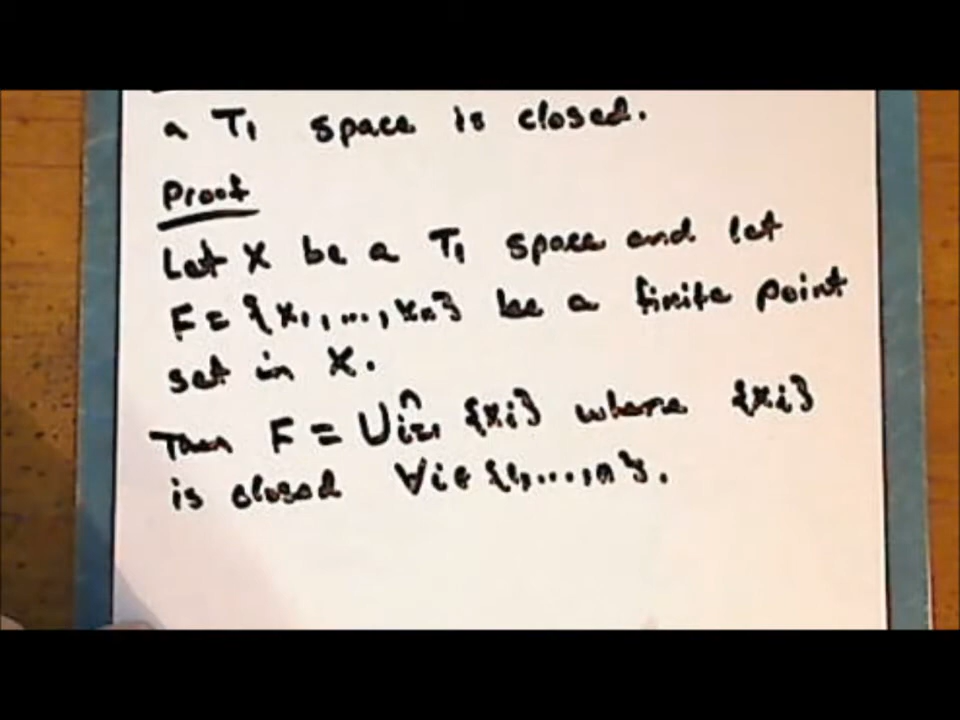 a T₁ space is closed.
Proof
Let X be a T₁ space and let
F = {x₁, ..., xₙ} be a finite point
set in X.
Then F = ∪ᵢ₌₁ⁿ {xᵢ} where {xᵢ}
is closed ∀i ∈ {1, ..., n}.